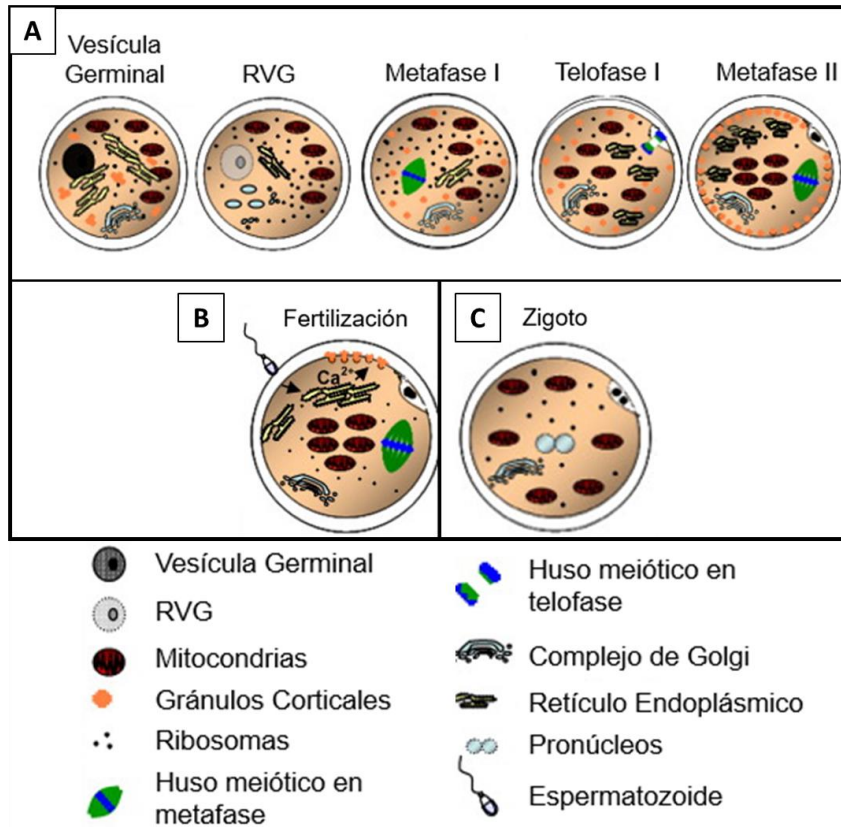 A
Vesícula
Germinal
RVG
Metafase I
Telofase I
Metafase II
B
Fertilización
Ca2+
C
Zigoto
Vesícula Germinal
RVG
Mitocondrias
Gránulos Corticales
Ribosomas
Huso meiótico en
metafase
Huso meiótico en
telofase
Complejo de Golgi
Retículo Endoplásmico
Pronúcleos
Espermatozoide